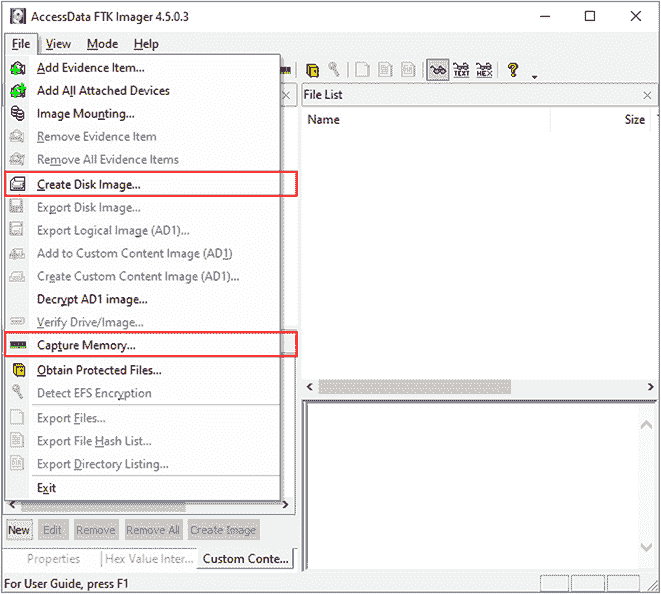 AccessData FTK Imager 4.5.0.3
File View Mode Help
Add Evidence Item...
Add All Attached Devices
Image Mounting...
Remove Evidence Item
Remove All Evidence Items
Create Disk Image...
Export Disk Image...
Export Logical Image (AD1)...
Add to Custom Content Image (AD1)
Create Custom Content Image (AD1)...
Decrypt AD1 image...
Verify Drive/Image...
Capture Memory...
Obtain Protected Files...
Detect EFS Encryption
Export Files...
Export File Hash List...
Export Directory Listing...
Exit
TEXT HEX
File List
Name Size
New Edit Remove Remove All Create Image
Properties Hex Value Inter... Custom Conte...
For User Guide, press F1